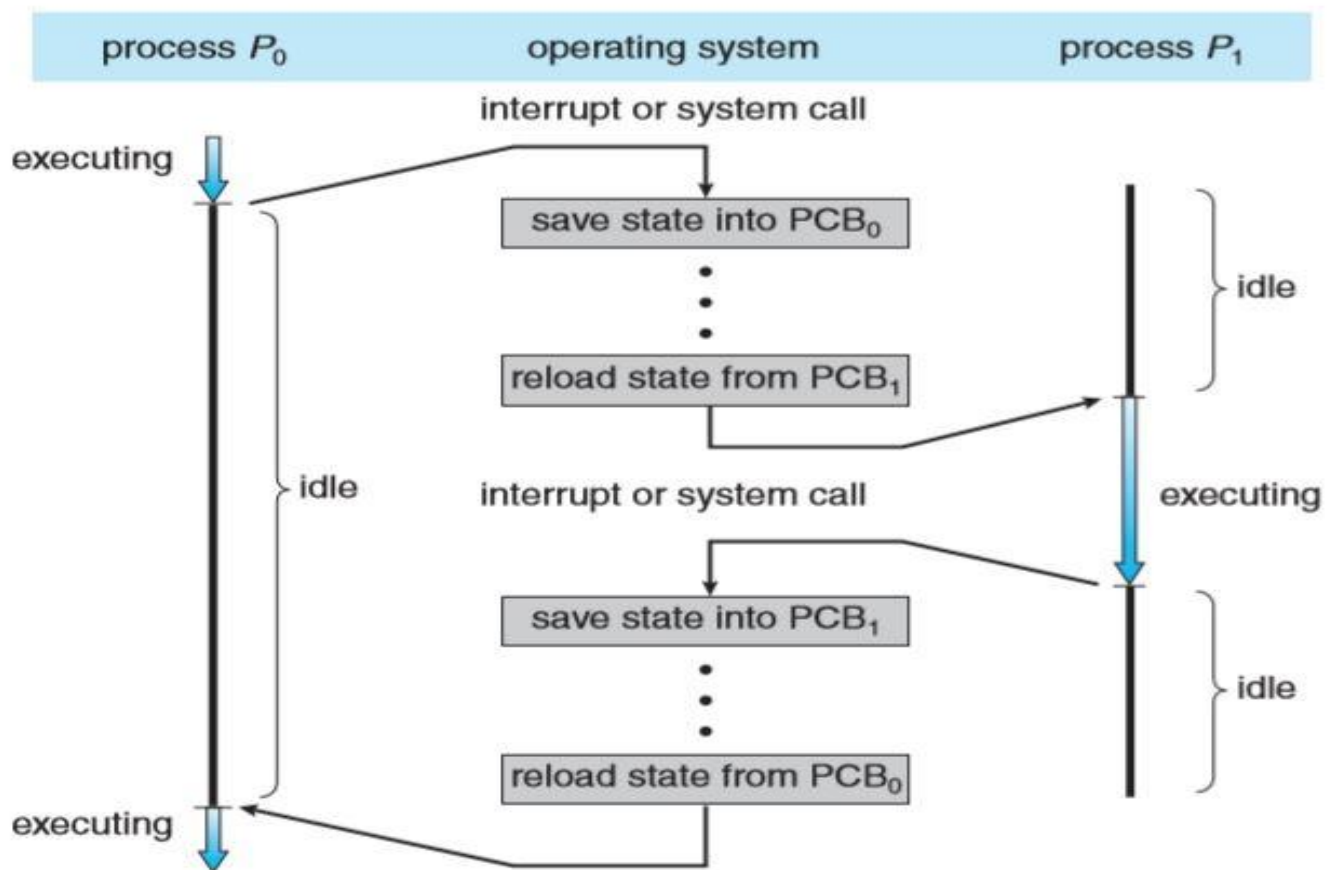 process P₀ operating system process P₁
interrupt or system call
executing
save state into PCB₀
idle
reload state from PCB₁
idle
interrupt or system call
executing
save state into PCB₁
idle
reload state from PCB₀
executing